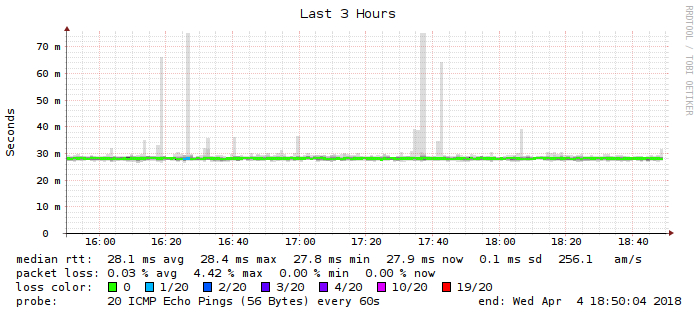 Last 3 Hours
RRDTOOL / TOBI OETIKER
Seconds
70 m
60 m
50 m
40 m
30 m
20 m
10 m
0
16:00 16:20 16:40 17:00 17:20 17:40 18:00 18:20 18:40
median rtt: 28.1 ms avg 28.4 ms max 27.8 ms min 27.9 ms now 0.1 ms sd 256.1 am/s
packet loss: 0.03 % avg 4.42 % max 0.00 % min 0.00 % now
loss color: 0 1/20 2/20 3/20 4/20 10/20 19/20
probe: 20 ICMP Echo Pings (56 Bytes) every 60s end: Wed Apr 4 18:50:04 2018